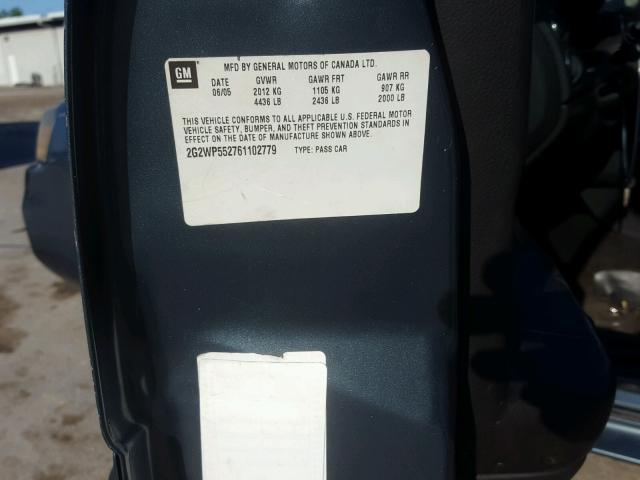 GM
MFD BY GENERAL MOTORS OF CANADA LTD.
DATE GVWR GAWR FRT GAWR RR
06/05 2012 KG 1105 KG 907 KG
4436 LB 2436 LB 2000 LB
THIS VEHICLE CONFORMS TO ALL APPLICABLE U.S. FEDERAL MOTOR
VEHICLE SAFETY, BUMPER, AND THEFT PREVENTION STANDARDS IN
EFFECT ON THE DATE OF MANUFACTURE SHOWN ABOVE.
2G2WP552761102779 TYPE: PASS CAR